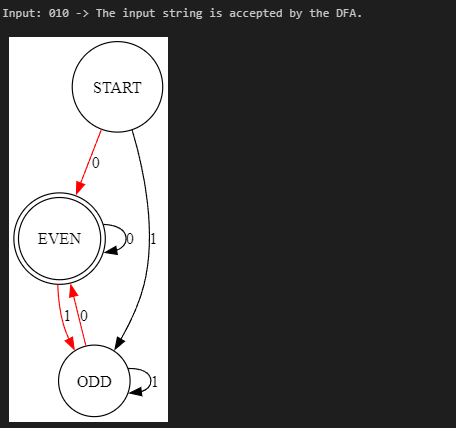 Input: 010 -> The input string is accepted by the DFA.
START
0
EVEN
0
1
1
0
ODD
1